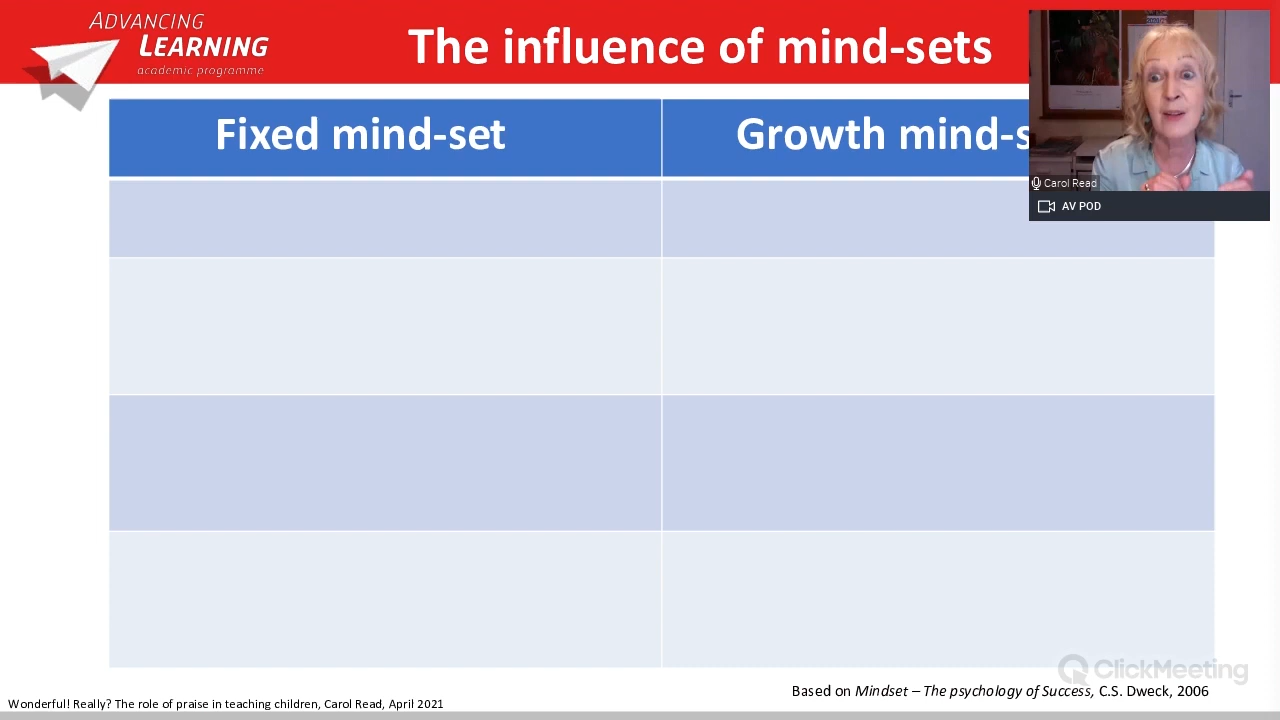 ADVANCING
LEARNING
academic programme
The influence of mind-sets
Fixed mind-set
Growth mind-s
Carol Read
AV POD
ClickMeeting
Based on Mindset – The psychology of Success, C.S. Dweck, 2006
Wonderful! Really? The role of praise in teaching children, Carol Read, April 2021